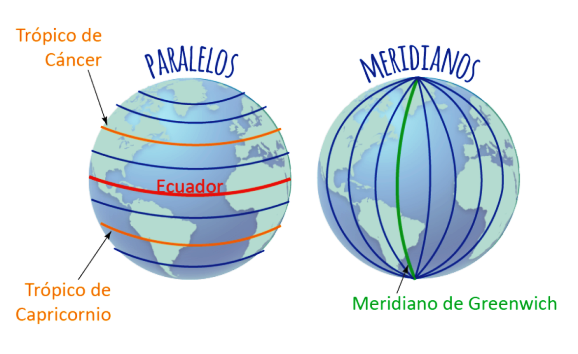 Trópico de
Cáncer
PARALELOS
Ecuador
Trópico de
Capricornio
MERIDIANOS
Meridiano de Greenwich